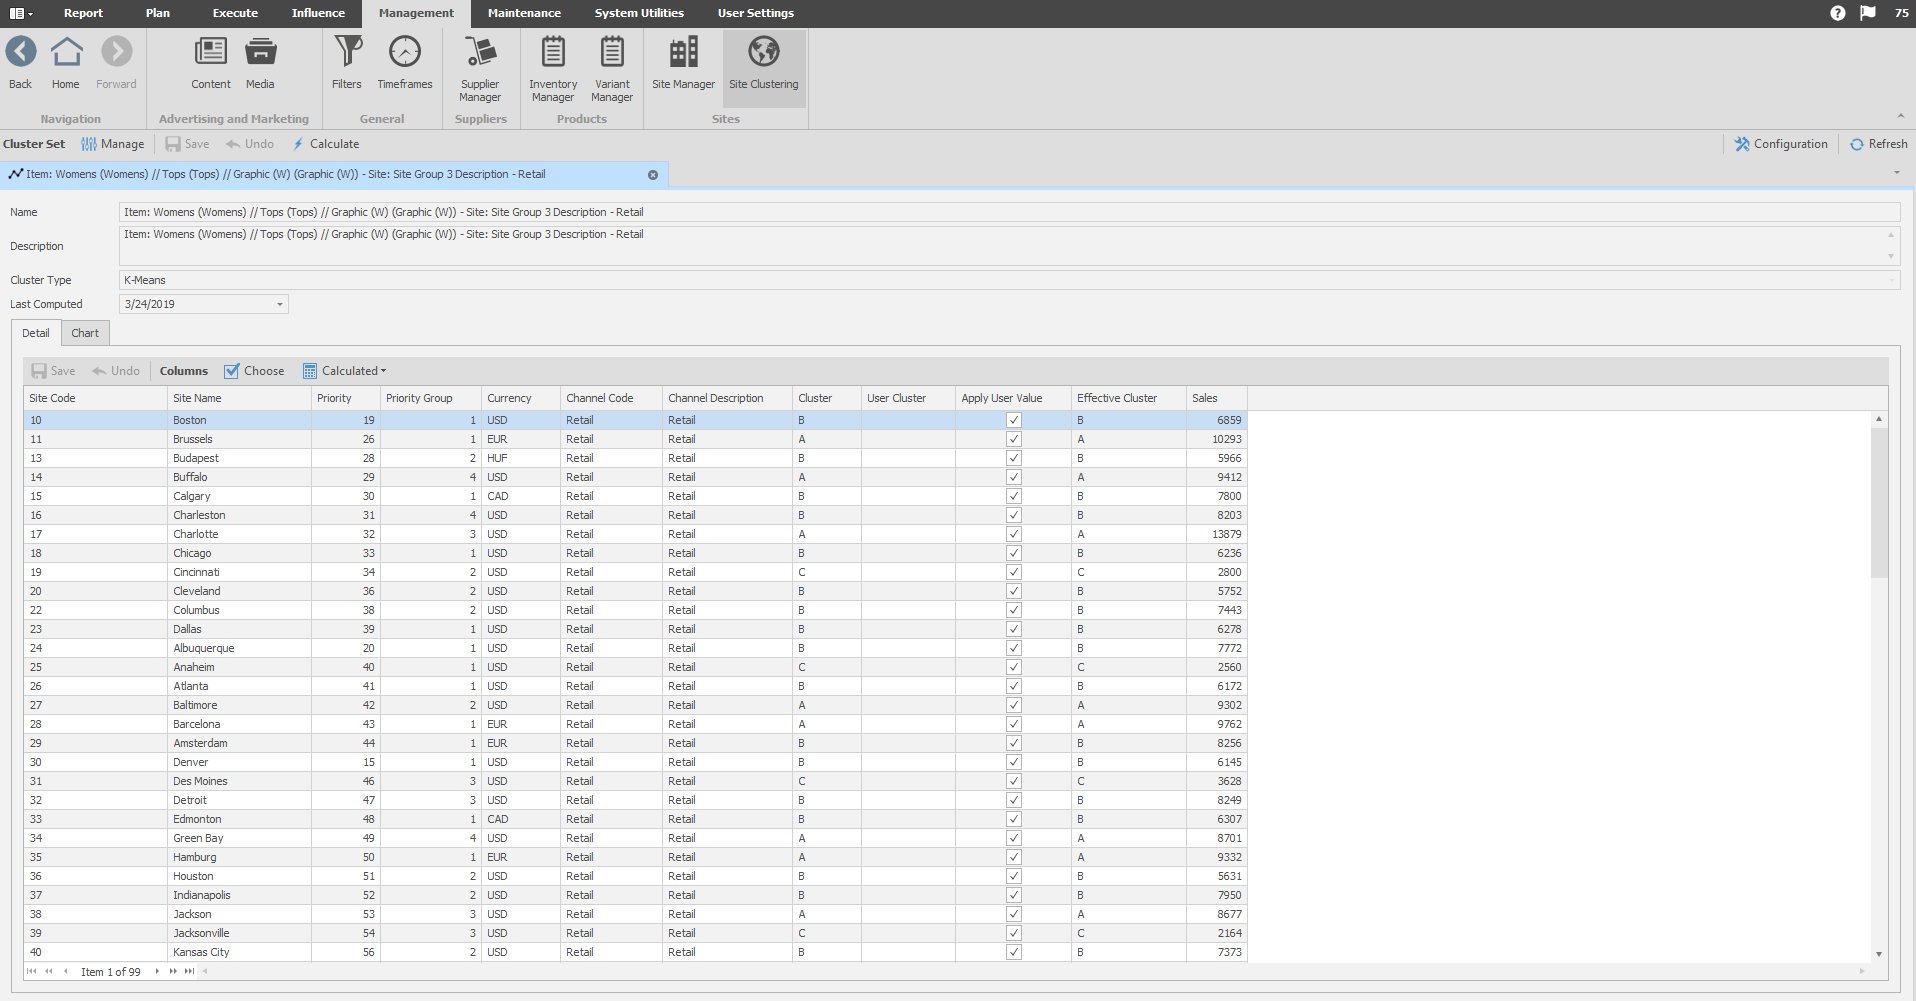 Report Plan Execute Influence Management Maintenance System Utilities User Settings ? 75
Back Home Forward Content Media Filters Timeframes Supplier Manager Inventory Manager Variant Manager Site Manager Site Clustering
Navigation Advertising and Marketing General Suppliers Products Sites
Cluster Set Manage Save Undo Calculate Configuration Refresh
Item: Womens (Womens) // Tops (Tops) // Graphic (W) (Graphic (W)) - Site: Site Group 3 Description - Retail
Name Item: Womens (Womens) // Tops (Tops) // Graphic (W) (Graphic (W)) - Site: Site Group 3 Description - Retail
Description Item: Womens (Womens) // Tops (Tops) // Graphic (W) (Graphic (W)) - Site: Site Group 3 Description - Retail
Cluster Type K-Means
Last Computed 3/24/2019
Detail Chart
Save Undo Columns Choose Calculated
Site Code Site Name Priority Priority Group Currency Channel Code Channel Description Cluster User Cluster Apply User Value Effective Cluster Sales
10 Boston 19 1 USD Retail Retail B B 6859
11 Brussels 26 1 EUR Retail Retail A A 10293
13 Budapest 28 2 HUF Retail Retail B B 5966
14 Buffalo 29 4 USD Retail Retail A A 9412
15 Calgary 30 1 CAD Retail Retail B B 7800
16 Charleston 31 4 USD Retail Retail B B 8203
17 Charlotte 32 3 USD Retail Retail A A 13879
18 Chicago 33 1 USD Retail Retail B B 6236
19 Cincinnati 34 2 USD Retail Retail C C 2800
20 Cleveland 36 2 USD Retail Retail B B 5752
22 Columbus 38 2 USD Retail Retail B B 7443
23 Dallas 39 1 USD Retail Retail B B 6278
24 Albuquerque 20 1 USD Retail Retail B B 7772
25 Anaheim 40 1 USD Retail Retail C C 2560
26 Atlanta 41 1 USD Retail Retail B B 6172
27 Baltimore 42 2 USD Retail Retail A A 9302
28 Barcelona 43 1 EUR Retail Retail A A 9762
29 Amsterdam 44 1 EUR Retail Retail B B 8256
30 Denver 15 1 USD Retail Retail B B 6145
31 Des Moines 46 3 USD Retail Retail C C 3628
32 Detroit 47 3 USD Retail Retail B B 8249
33 Edmonton 48 1 CAD Retail Retail B B 6307
34 Green Bay 49 4 USD Retail Retail A A 8701
35 Hamburg 50 1 EUR Retail Retail A A 9332
36 Houston 51 2 USD Retail Retail B B 5631
37 Indianapolis 52 2 USD Retail Retail B B 7950
38 Jackson 53 3 USD Retail Retail A A 8677
39 Jacksonville 54 3 USD Retail Retail C C 2164
40 Kansas City 56 2 USD Retail Retail B B 7373
Item 1 of 99